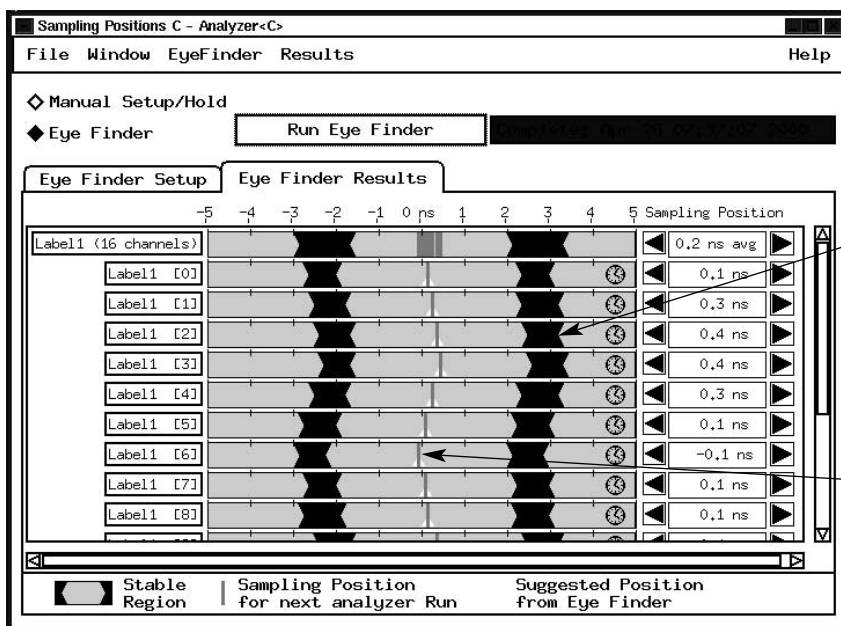 Sampling Positions C - Analyzer<C>
File Window EyeFinder Results Help
Manual Setup/Hold
Eye Finder
Run Eye Finder
Eye Finder Setup
Eye Finder Results
-5 -4 -3 -2 -1 0 ns 1 2 3 4 5 Sampling Position
Label1 (16 channels) 0.2 ns avg
Label1 [0] 0.1 ns
Label1 [1] 0.3 ns
Label1 [2] 0.4 ns
Label1 [3] 0.4 ns
Label1 [4] 0.3 ns
Label1 [5] 0.1 ns
Label1 [6] -0.1 ns
Label1 [7] 0.1 ns
Label1 [8] 0.1 ns
Stable Region
Sampling Position for next analyzer Run
Suggested Position from Eye Finder